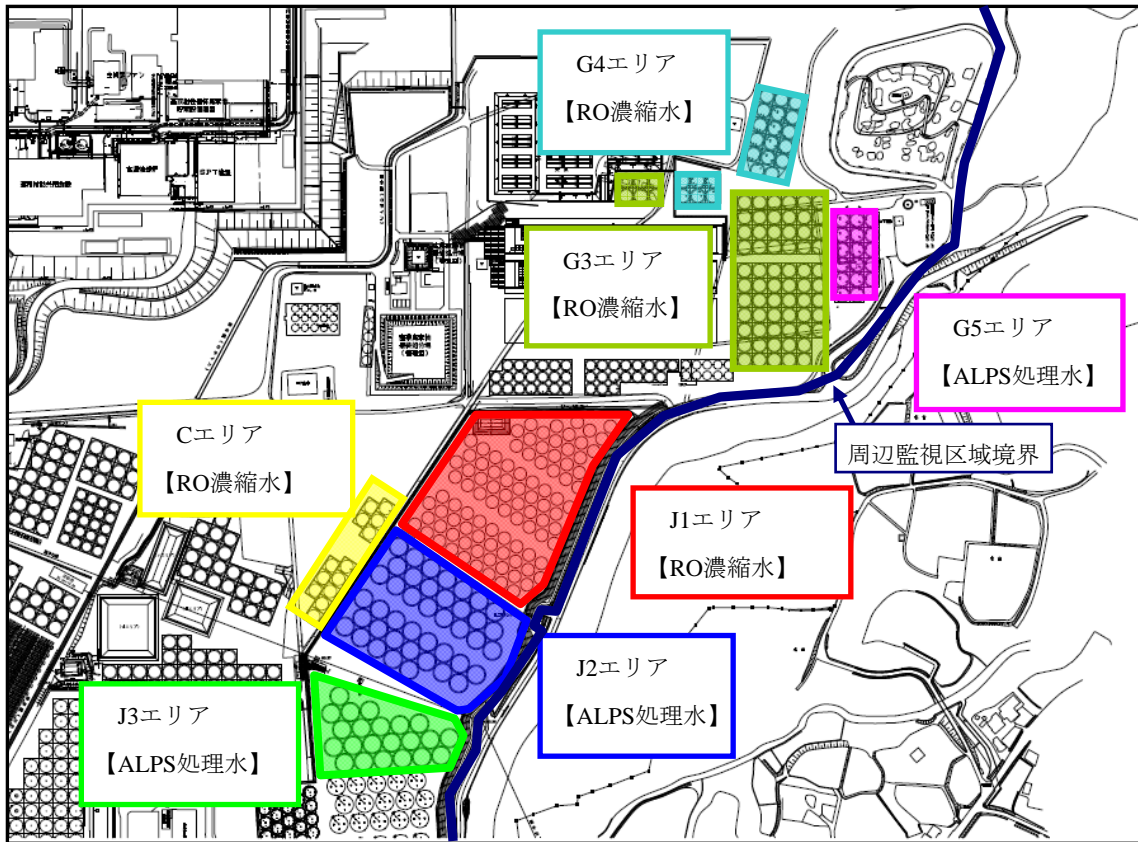 G4エリア
【RO濃縮水】
G3エリア
【RO濃縮水】
G5エリア
【ALPS処理水】
Cエリア
【RO濃縮水】
周辺監視区域境界
J1エリア
【RO濃縮水】
J2エリア
【ALPS処理水】
J3エリア
【ALPS処理水】